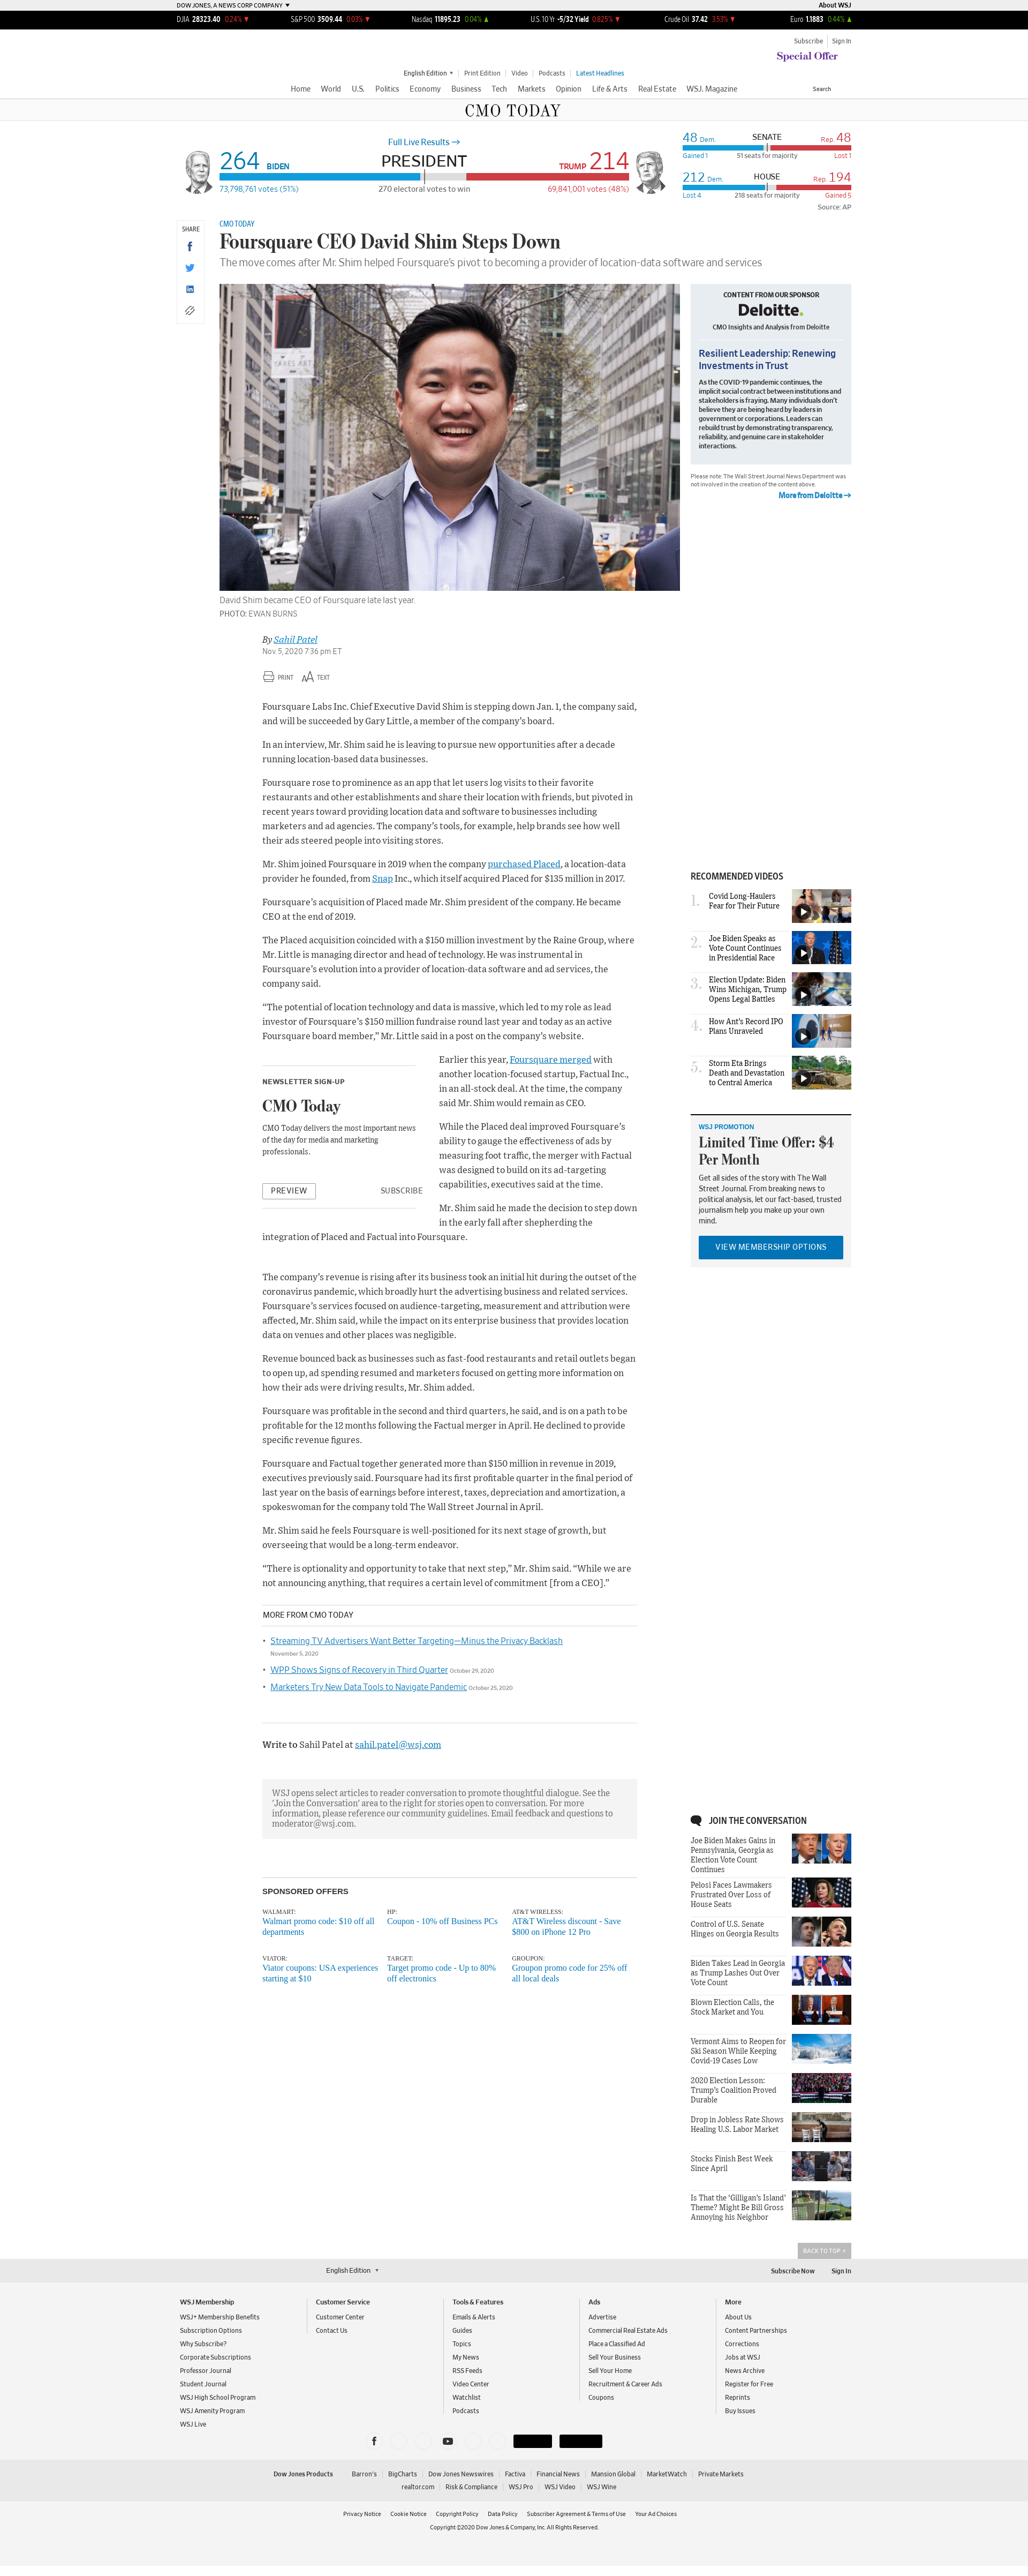 DOW JONES, A NEWS CORP COMPANY ▼
About WSJ
DJIA 28323.40 0.24% ▼
S&P 500 3509.44 0.03% ▼
Nasdaq 11895.23 0.04% ▲
U.S. 10 Yr -5/32 Yield 0.825% ▼
Crude Oil 37.42 3.53% ▼
Euro 1.1883 0.44% ▲
Subscribe Sign In
Special Offer
English Edition ▼ Print Edition Video Podcasts Latest Headlines
Home World U.S. Politics Economy Business Tech Markets Opinion Life & Arts Real Estate WSJ. Magazine
Search
CMO TODAY
Full Live Results →
264 BIDEN
PRESIDENT
TRUMP 214
73,798,761 votes (51%)
270 electoral votes to win
69,841,001 votes (48%)
48 Dem.
SENATE
Rep. 48
Gained 1
51 seats for majority
Lost 1
212 Dem.
HOUSE
Rep. 194
Lost 4
218 seats for majority
Gained 5
Source: AP
SHARE
CMO TODAY
Foursquare CEO David Shim Steps Down
The move comes after Mr. Shim helped Foursquare's pivot to becoming a provider of location-data software and services
David Shim became CEO of Foursquare late last year.
PHOTO: EWAN BURNS
By Sahil Patel
Nov. 5, 2020 7:36 pm ET
PRINT
TEXT
Foursquare Labs Inc. Chief Executive David Shim is stepping down Jan. 1, the company said,
and will be succeeded by Gary Little, a member of the company's board.
In an interview, Mr. Shim said he is leaving to pursue new opportunities after a decade
running location-based data businesses.
Foursquare rose to prominence as an app that let users log visits to their favorite
restaurants and other establishments and share their location with friends, but pivoted in
recent years toward providing location data and software to businesses including
marketers and ad agencies. The company's tools, for example, help brands see how well
their ads steered people into visiting stores.
Mr. Shim joined Foursquare in 2019 when the company purchased Placed, a location-data
provider he founded, from Snap Inc., which itself acquired Placed for $135 million in 2017.
Foursquare's acquisition of Placed made Mr. Shim president of the company. He became
CEO at the end of 2019.
The Placed acquisition coincided with a $150 million investment by the Raine Group, where
Mr. Little is managing director and head of technology. He was instrumental in
Foursquare's evolution into a provider of location-data software and ad services, the
company said.
"The potential of location technology and data is massive, which led to my role as an
investor of Foursquare's $150 million fundraise round last year and today as an active
Foursquare board member," Mr. Little said in a post on the company's website.
NEWSLETTER SIGN-UP
CMO Today
CMO Today delivers the most important news
of the day for media and marketing
professionals.
PREVIEW
SUBSCRIBE
Earlier this year, Foursquare merged with
another location-focused startup, Factual Inc.,
in an all-stock deal. At the time, the company
said Mr. Shim would remain as CEO.
While the Placed deal improved Foursquare's
ability to gauge the effectiveness of ads by
measuring foot traffic, the merger with Factual
was designed to build on its ad-targeting
capabilities, executives said at the time.
Mr. Shim said he made the decision to step down
in the early fall after shepherding the
integration of Placed and Factual into Foursquare.
The company's revenue is rising after its business took an initial hit during the outset of the
coronavirus pandemic, which broadly hurt the advertising business and related services.
Foursquare's services focused on audience-targeting, measurement and attribution were
affected, Mr. Shim said, while the impact on its enterprise business that provides location
data on venues and other places was negligible.
Revenue bounced back as businesses such as fast-food restaurants and retail outlets began
to open up, ad spending resumed and marketers focused on getting more information on
how their ads were driving results, Mr. Shim added.
Foursquare was profitable in the second and third quarters, he said, and is on a path to be
profitable for the 12 months following the Factual merger in April. He declined to provide
specific revenue figures.
Foursquare and Factual together generated more than $150 million in revenue in 2019,
executives previously said. Foursquare had its first profitable quarter in the final period of
last year on the basis of earnings before interest, taxes, depreciation and amortization, a
spokeswoman for the company told The Wall Street Journal in April.
Mr. Shim said he feels Foursquare is well-positioned for its next stage of growth, but
overseeing that would be a long-term endeavor.
"There is optionality and opportunity to take that next step," Mr. Shim said. "While we are
not announcing anything, that requires a certain level of commitment [from a CEO]."
MORE FROM CMO TODAY
• Streaming TV Advertisers Want Better Targeting—Minus the Privacy Backlash
November 5, 2020
• WPP Shows Signs of Recovery in Third Quarter October 29, 2020
• Marketers Try New Data Tools to Navigate Pandemic October 25, 2020
Write to Sahil Patel at sahil.patel@wsj.com
WSJ opens select articles to reader conversation to promote thoughtful dialogue. See the
'Join the Conversation' area to the right for stories open to conversation. For more
information, please reference our community guidelines. Email feedback and questions to
moderator@wsj.com.
SPONSORED OFFERS
WALMART:
Walmart promo code: $10 off all
departments
HP:
Coupon - 10% off Business PCs
AT&T WIRELESS:
AT&T Wireless discount - Save
$800 on iPhone 12 Pro
VIATOR:
Viator coupons: USA experiences
starting at $10
TARGET:
Target promo code - Up to 80%
off electronics
GROUPON:
Groupon promo code for 25% off
all local deals
CONTENT FROM OUR SPONSOR
Deloitte.
CMO Insights and Analysis from Deloitte
Resilient Leadership: Renewing
Investments in Trust
As the COVID-19 pandemic continues, the
implicit social contract between institutions and
stakeholders is fraying. Many individuals don't
believe they are being heard by leaders in
government or corporations. Leaders can
rebuild trust by demonstrating transparency,
reliability, and genuine care in stakeholder
interactions.
Please note: The Wall Street Journal News Department was
not involved in the creation of the content above.
More from Deloitte →
RECOMMENDED VIDEOS
1. Covid Long-Haulers
Fear for Their Future
2. Joe Biden Speaks as
Vote Count Continues
in Presidential Race
3. Election Update: Biden
Wins Michigan, Trump
Opens Legal Battles
4. How Ant's Record IPO
Plans Unraveled
5. Storm Eta Brings
Death and Devastation
to Central America
WSJ PROMOTION
Limited Time Offer: $4
Per Month
Get all sides of the story with The Wall
Street Journal. From breaking news to
political analysis, let our fact-based, trusted
journalism help you make up your own
mind.
VIEW MEMBERSHIP OPTIONS
JOIN THE CONVERSATION
Joe Biden Makes Gains in
Pennsylvania, Georgia as
Election Vote Count
Continues
Pelosi Faces Lawmakers
Frustrated Over Loss of
House Seats
Control of U.S. Senate
Hinges on Georgia Results
Biden Takes Lead in Georgia
as Trump Lashes Out Over
Vote Count
Blown Election Calls, the
Stock Market and You
Vermont Aims to Reopen for
Ski Season While Keeping
Covid-19 Cases Low
2020 Election Lesson:
Trump's Coalition Proved
Durable
Drop in Jobless Rate Shows
Healing U.S. Labor Market
Stocks Finish Best Week
Since April
Is That the 'Gilligan's Island'
Theme? Might Be Bill Gross
Annoying his Neighbor
BACK TO TOP
English Edition ▼
Subscribe Now Sign In
WSJ Membership
WSJ+ Membership Benefits
Subscription Options
Why Subscribe?
Corporate Subscriptions
Professor Journal
Student Journal
WSJ High School Program
WSJ Amenity Program
WSJ Live
Customer Service
Customer Center
Contact Us
Tools & Features
Emails & Alerts
Guides
Topics
My News
RSS Feeds
Video Center
Watchlist
Podcasts
Ads
Advertise
Commercial Real Estate Ads
Place a Classified Ad
Sell Your Business
Sell Your Home
Recruitment & Career Ads
Coupons
More
About Us
Content Partnerships
Corrections
Jobs at WSJ
News Archive
Register for Free
Reprints
Buy Issues
Dow Jones Products Barron's BigCharts Dow Jones Newswires Factiva Financial News Mansion Global MarketWatch Private Markets
realtor.com Risk & Compliance WSJ Pro WSJ Video WSJ Wine
Privacy Notice Cookie Notice Copyright Policy Data Policy Subscriber Agreement & Terms of Use Your Ad Choices
Copyright ©2020 Dow Jones & Company, Inc. All Rights Reserved.